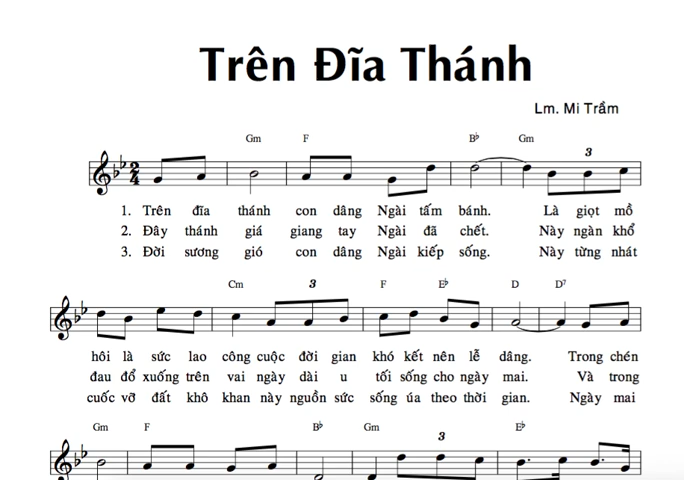 Trên Đĩa Thánh
Lm. Mi Trầm
Gm F B♭ Gm
3
1. Trên đĩa thánh con dâng Ngài tấm bánh. Là giọt mồ
2. Đây thánh giá giang tay Ngài đã chết. Này ngàn khổ
3. Đời sương gió con dâng Ngài kiếp sống. Này từng nhát
Cm F E♭ D D7
3
hôi là sức lao công cuộc đời gian khó kết nên lễ dâng. Trong chén
đau đổ xuống trên vai ngày dài u tối sống cho ngày mai. Và trong
cuốc vỡ đất khô khan này nguồn sức sống úa theo thời gian. Ngày mai
Gm F B♭ Gm E♭
3